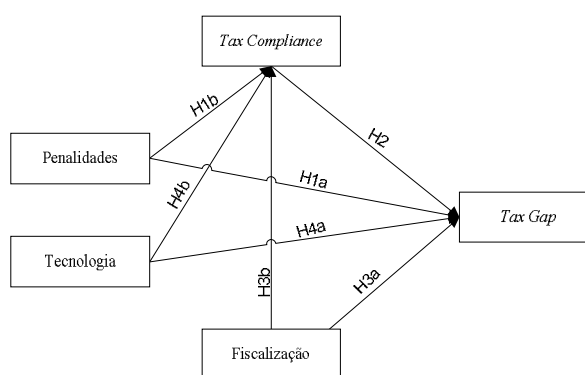 Tax Compliance
H1b
H2
Penalidades
H1a
H4b
Tax Gap
H4a
Tecnologia
H3b
H3a
Fiscalização